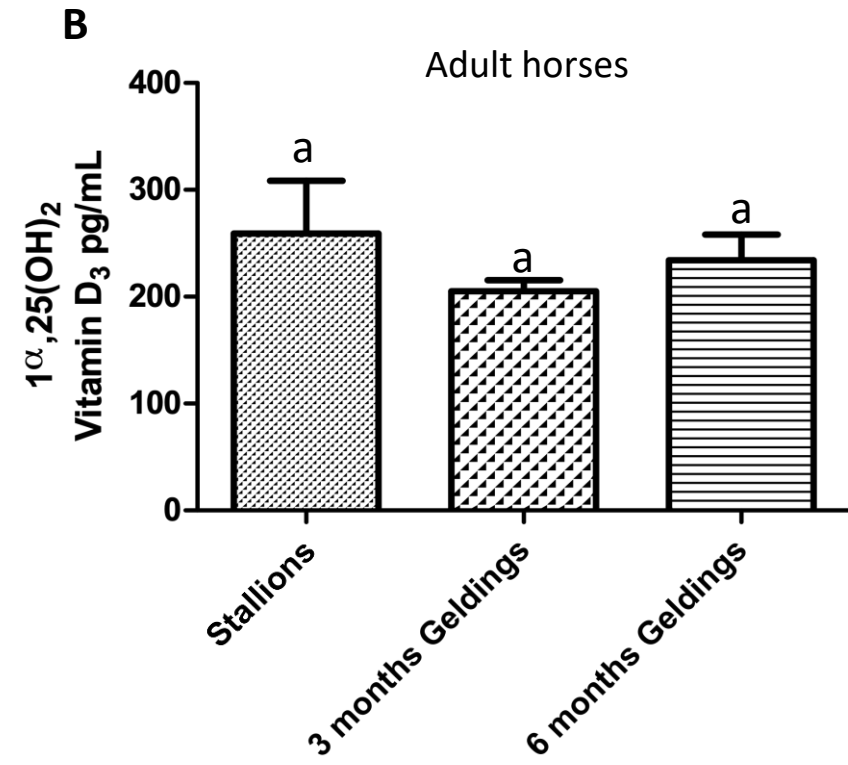 B
Adult horses
1α,25(OH)2
Vitamin D3 pg/mL
400
300
200
100
0
a
a
a
Stallions
3 months Geldings
6 months Geldings